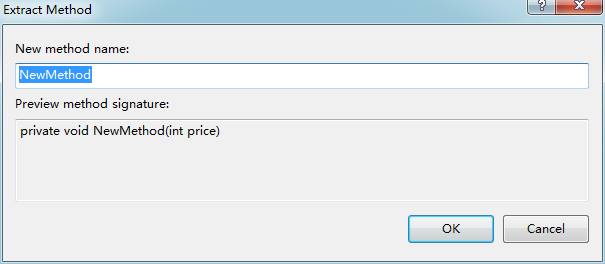 Extract Method
?
New method name:
NewMethod
Preview method signature:
private void NewMethod(int price)
OK Cancel